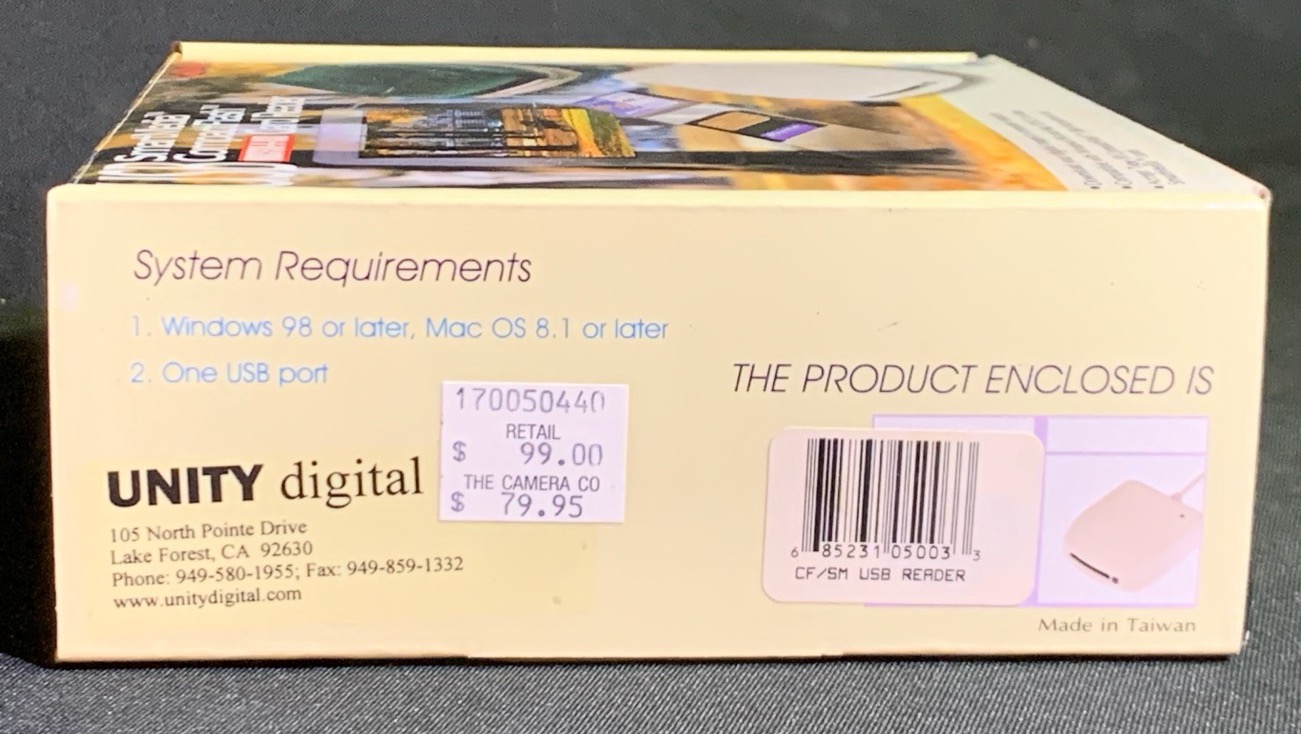 SmartMedia
CompactFlash
System Requirements
1. Windows 98 or later, Mac OS 8.1 or later
2. One USB port
170050440
RETAIL
$ 99.00
THE CAMERA CO
$ 79.95
THE PRODUCT ENCLOSED IS
UNITY digital
105 North Pointe Drive
Lake Forest, CA 92630
Phone: 949-580-1955; Fax: 949-859-1332
www.unitydigital.com
6 85231 05003 3
CF/SM USB READER
Made in Taiwan